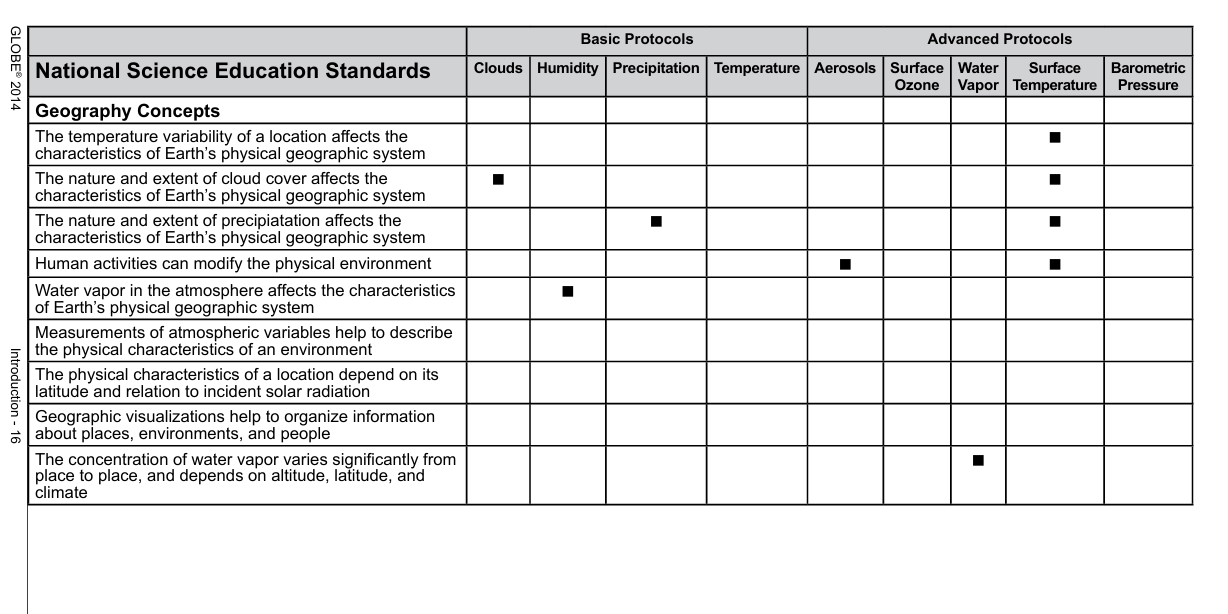 GLOBE® 2014
Introduction - 16
Basic Protocols
Advanced Protocols
National Science Education Standards
Clouds
Humidity
Precipitation
Temperature
Aerosols
Surface
Ozone
Water
Vapor
Surface
Temperature
Barometric
Pressure
Geography Concepts
The temperature variability of a location affects the
characteristics of Earth’s physical geographic system
■
The nature and extent of cloud cover affects the
characteristics of Earth’s physical geographic system
■ ■
The nature and extent of precipiatation affects the
characteristics of Earth’s physical geographic system
■ ■
Human activities can modify the physical environment
■ ■
Water vapor in the atmosphere affects the characteristics
of Earth’s physical geographic system
■
Measurements of atmospheric variables help to describe
the physical characteristics of an environment
The physical characteristics of a location depend on its
latitude and relation to incident solar radiation
Geographic visualizations help to organize information
about places, environments, and people
The concentration of water vapor varies significantly from
place to place, and depends on altitude, latitude, and
climate
■